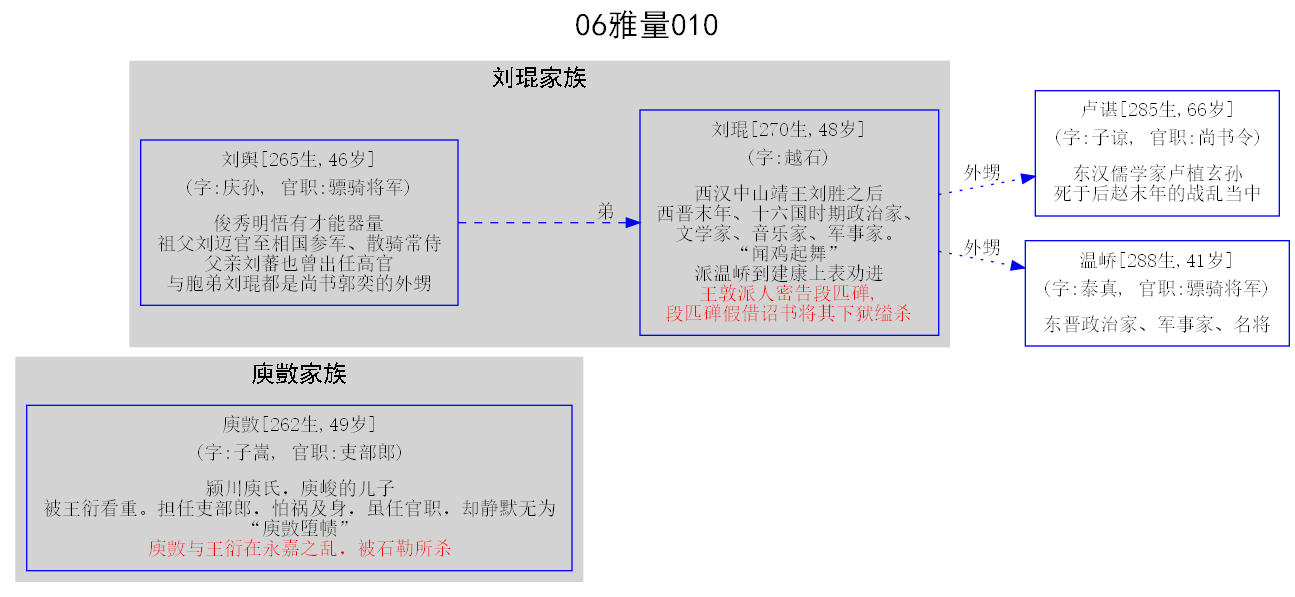 06雅量010
刘琨家族
刘舆[265生,46岁]
(字:庆孙, 官职:骠骑将军)
俊秀明悟有才能器量
祖父刘迈官至相国参军、散骑常侍
父亲刘蕃也曾出任高官
与胞弟刘琨都是尚书郭奕的外甥
弟
刘琨[270生,48岁]
(字:越石)
西汉中山靖王刘胜之后
西晋末年、十六国时期政治家、
文学家、音乐家、军事家。
“闻鸡起舞”
派温峤到建康上表劝进
王敦派人密告段匹磾,
段匹磾假借诏书将其下狱缢杀
外甥
卢谌[285生,66岁]
(字:子谅, 官职:尚书令)
东汉儒学家卢植玄孙
死于后赵末年的战乱当中
外甥
温峤[288生,41岁]
(字:泰真, 官职:骠骑将军)
东晋政治家、军事家、名将
庾敳家族
庾敳[262生,49岁]
(字:子嵩, 官职:吏部郎)
颍川庾氏，庾峻的儿子
被王衍看重。担任吏部郎，怕祸及身，虽任官职，却静默无为
“庾敳堕帻”
庾敳与王衍在永嘉之乱，被石勒所杀